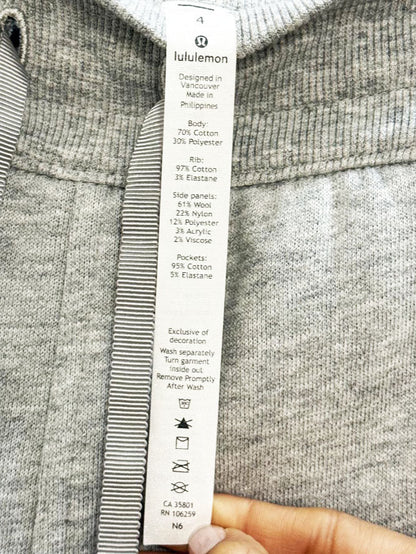 4
lululemon
Designed in
Vancouver
Made in
Philippines
Body:
70% Cotton
30% Polyester
Rib:
97% Cotton
3% Elastane
Side panels:
61% Wool
22% Nylon
12% Polyester
3% Acrylic
2% Viscose
Pockets:
95% Cotton
5% Elastane
Exclusive of
decoration
Wash separately
Turn garment
inside out
Remove Promptly
After Wash
CA 35801
RN 106259
N6